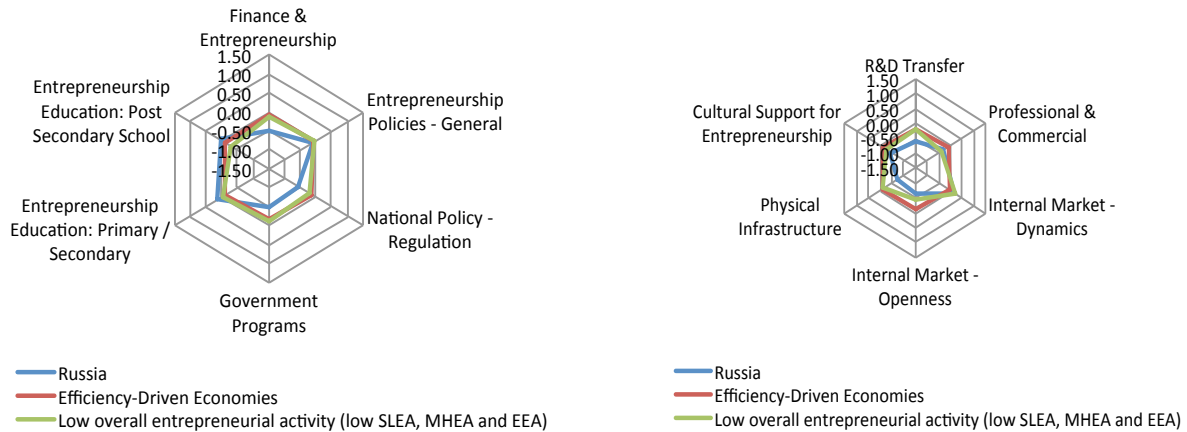 Finance &
Entrepreneurship
1.50
1.00
0.50
0.00
-0.50
-1.00
-1.50
Entrepreneurship
Policies - General
National Policy -
Regulation
Government
Programs
Entrepreneurship
Education: Primary /
Secondary
Entrepreneurship
Education: Post
Secondary School
Russia
Efficiency-Driven Economies
Low overall entrepreneurial activity (low SLEA, MHEA and EEA)
R&D Transfer
1.50
1.00
0.50
0.00
-0.50
-1.00
-1.50
Professional &
Commercial
Internal Market -
Dynamics
Internal Market -
Openness
Physical
Infrastructure
Cultural Support for
Entrepreneurship
Russia
Efficiency-Driven Economies
Low overall entrepreneurial activity (low SLEA, MHEA and EEA)